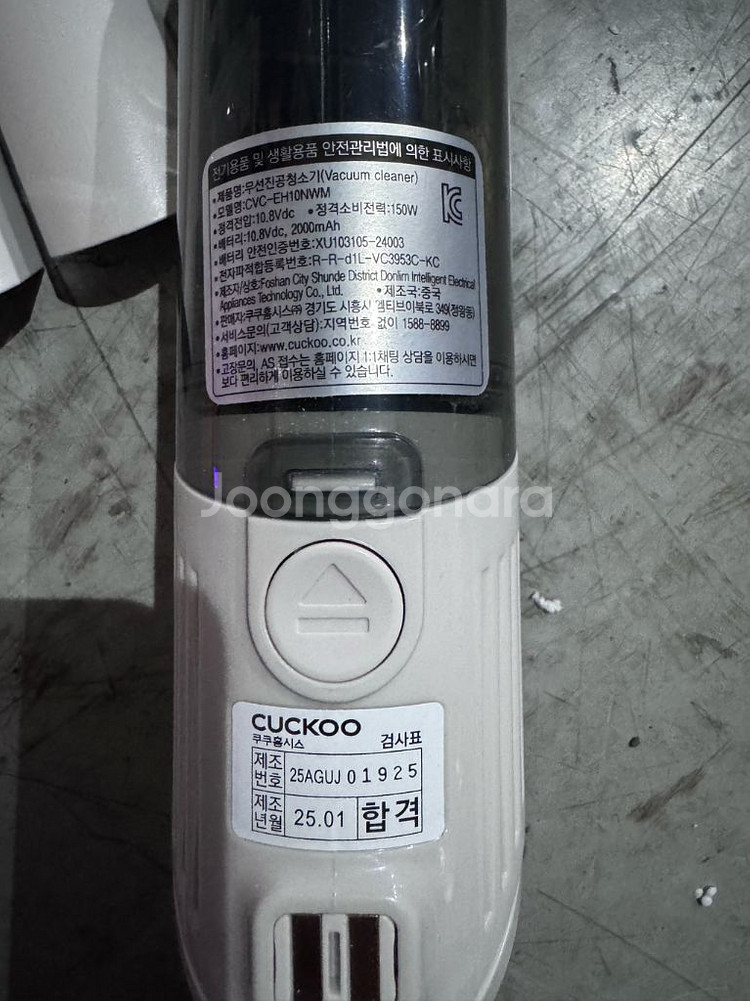 전기용품 및 생활용품 안전관리법에 의한 표시사항
•제품명:무선진공청소기(Vacuum cleaner)
•모델명:CVC-EH10NWM
•정격전압:10.8Vdc •정격소비전력:150W
•배터리:10.8Vdc, 2000mAh
•배터리 안전인증번호:XU103105-24003
•전자파적합등록번호:R-R-d1L-VC3953C-KC
•제조자/상호:Foshan City Shunde District Donlim Intelligent Electrical
Appliances Technology Co., Ltd. •제조국:중국
•판매자:쿠쿠홈시스㈜ 경기도 시흥시 엠티브이북로 349(정왕동)
•서비스문의(고객상담):지역번호 없이 1588-8899
•홈페이지:www.cuckoo.co.kr
•고장문의, AS 접수는 홈페이지 1:1채팅 상담을 이용하시면
보다 편리하게 이용하실 수 있습니다.
Joonggonara
CUCKOO
쿠쿠홈시스 검사표
제조번호 25AGUJ 01925
제조년월 25.01 합격